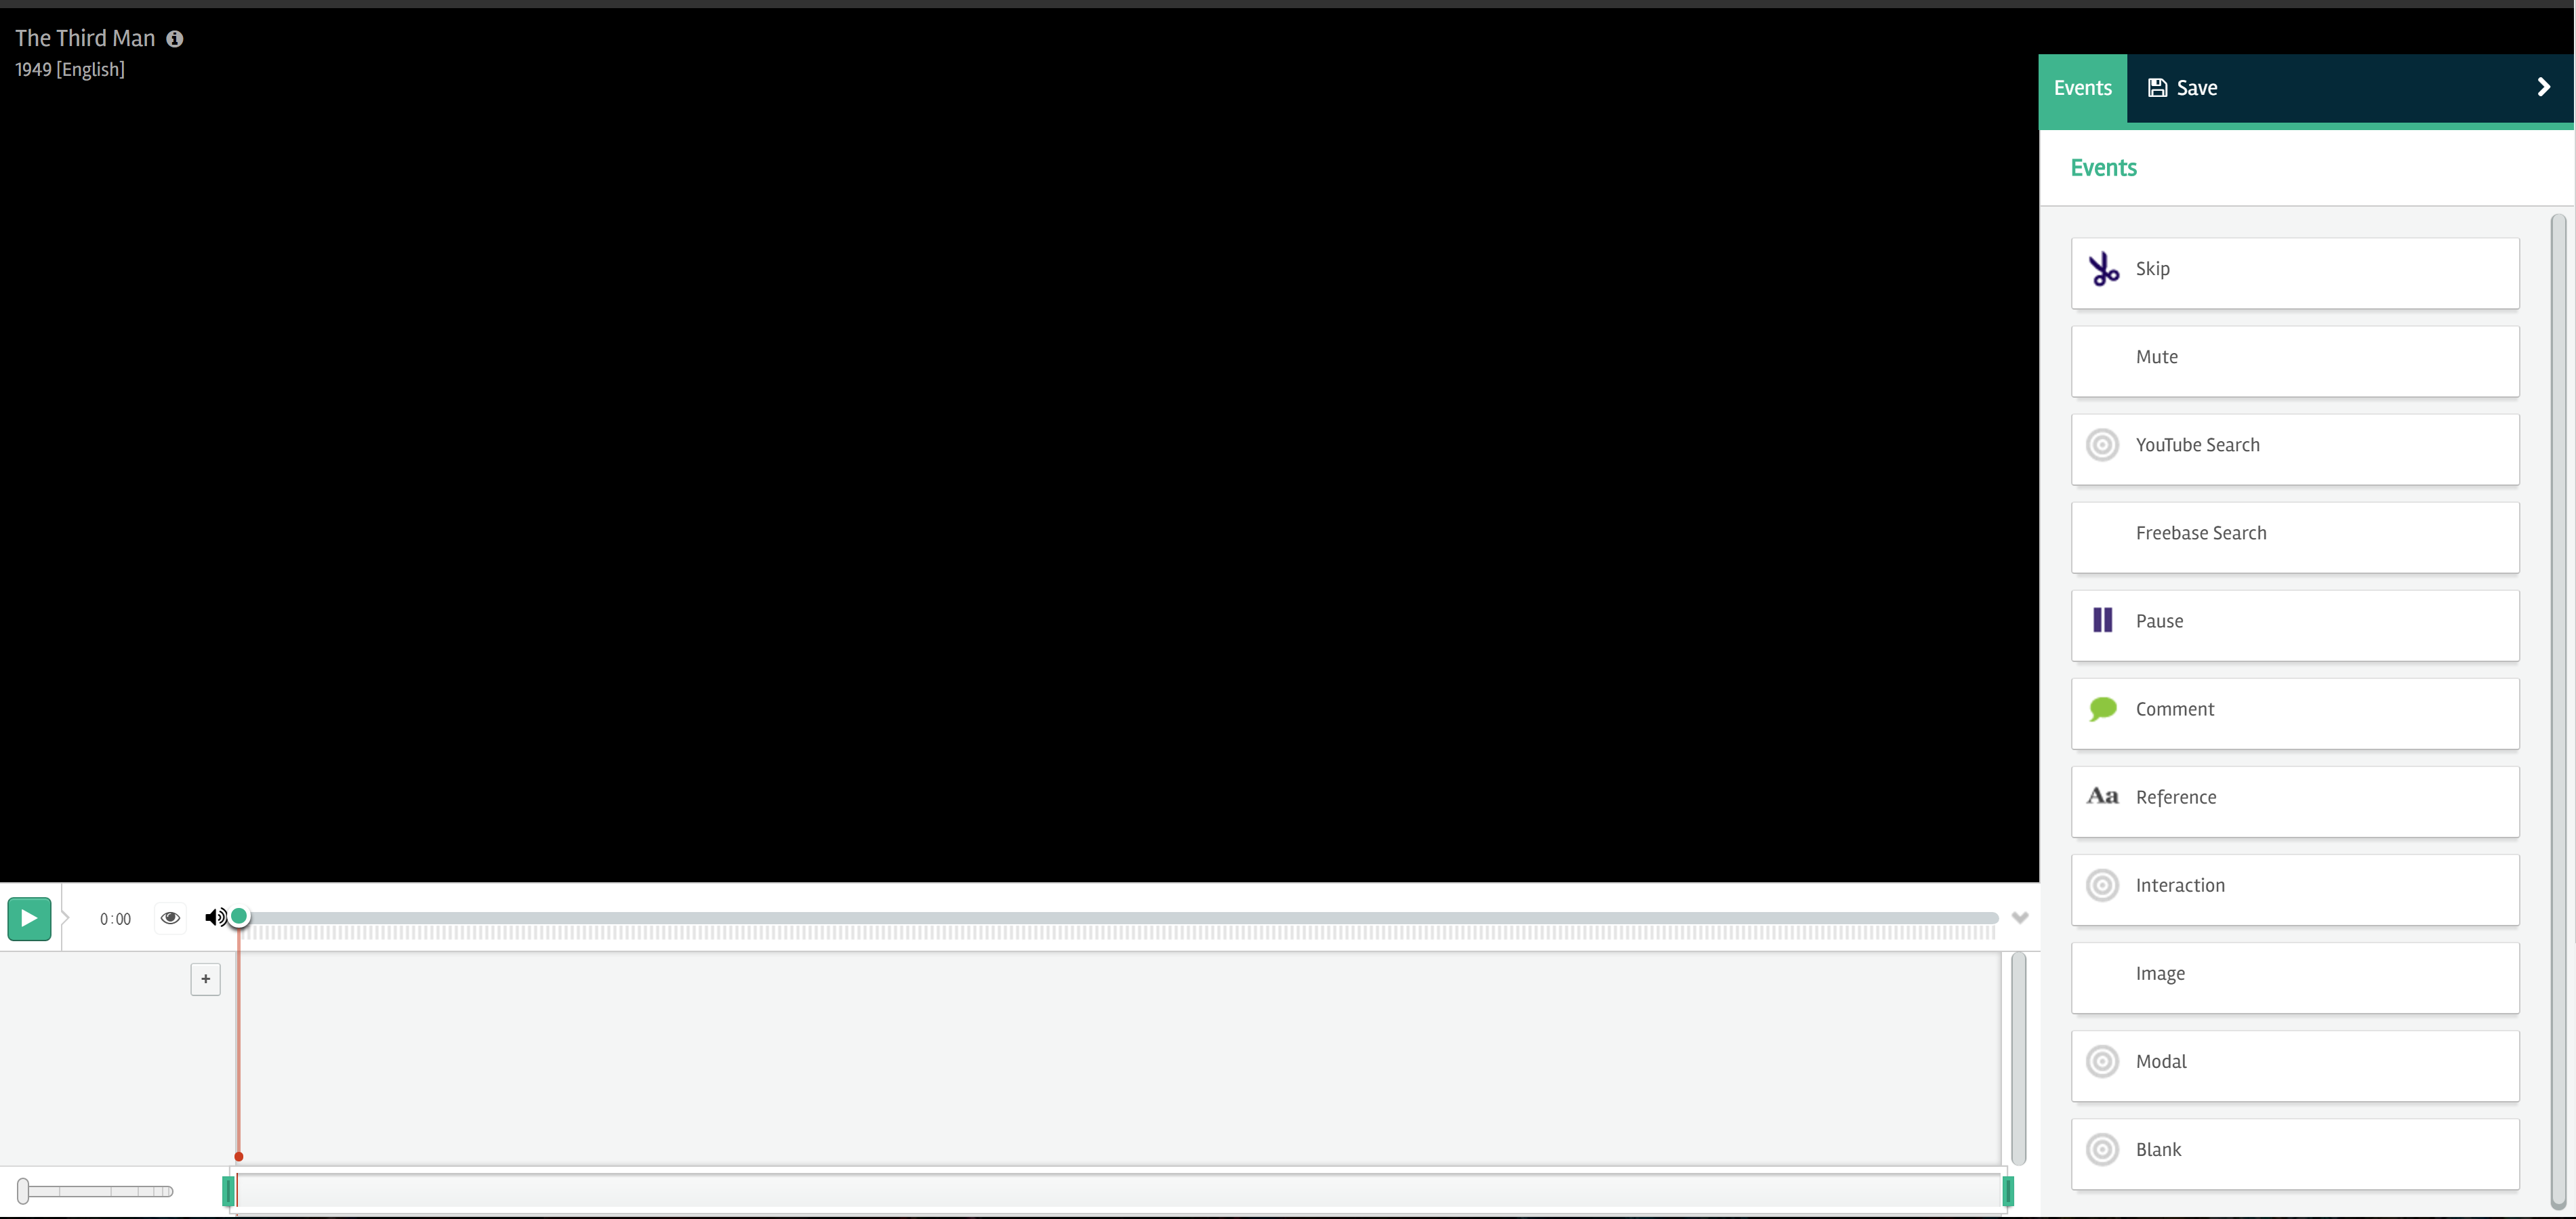 The Third Man
1949 [English]
Events
Save
Events
Skip
Mute
YouTube Search
Freebase Search
Pause
Comment
Aa Reference
Interaction
Image
Modal
Blank
0:00
+